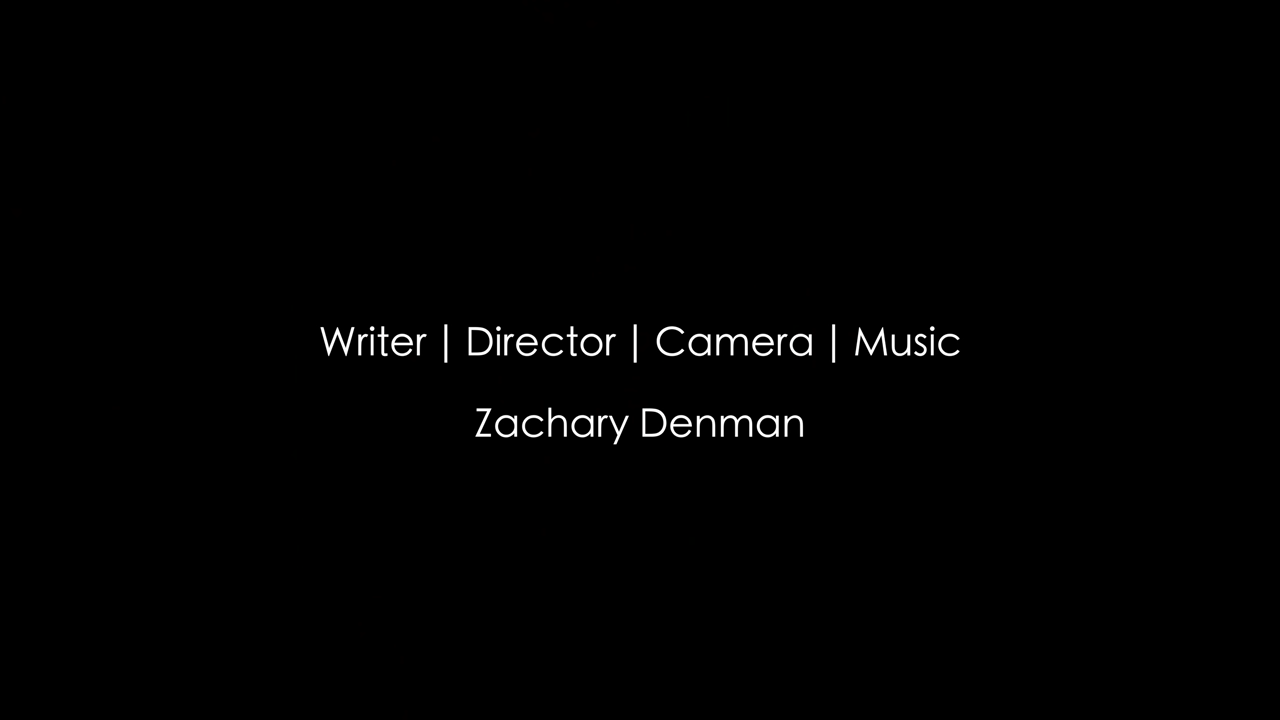 Writer | Director | Camera | Music
Zachary Denman